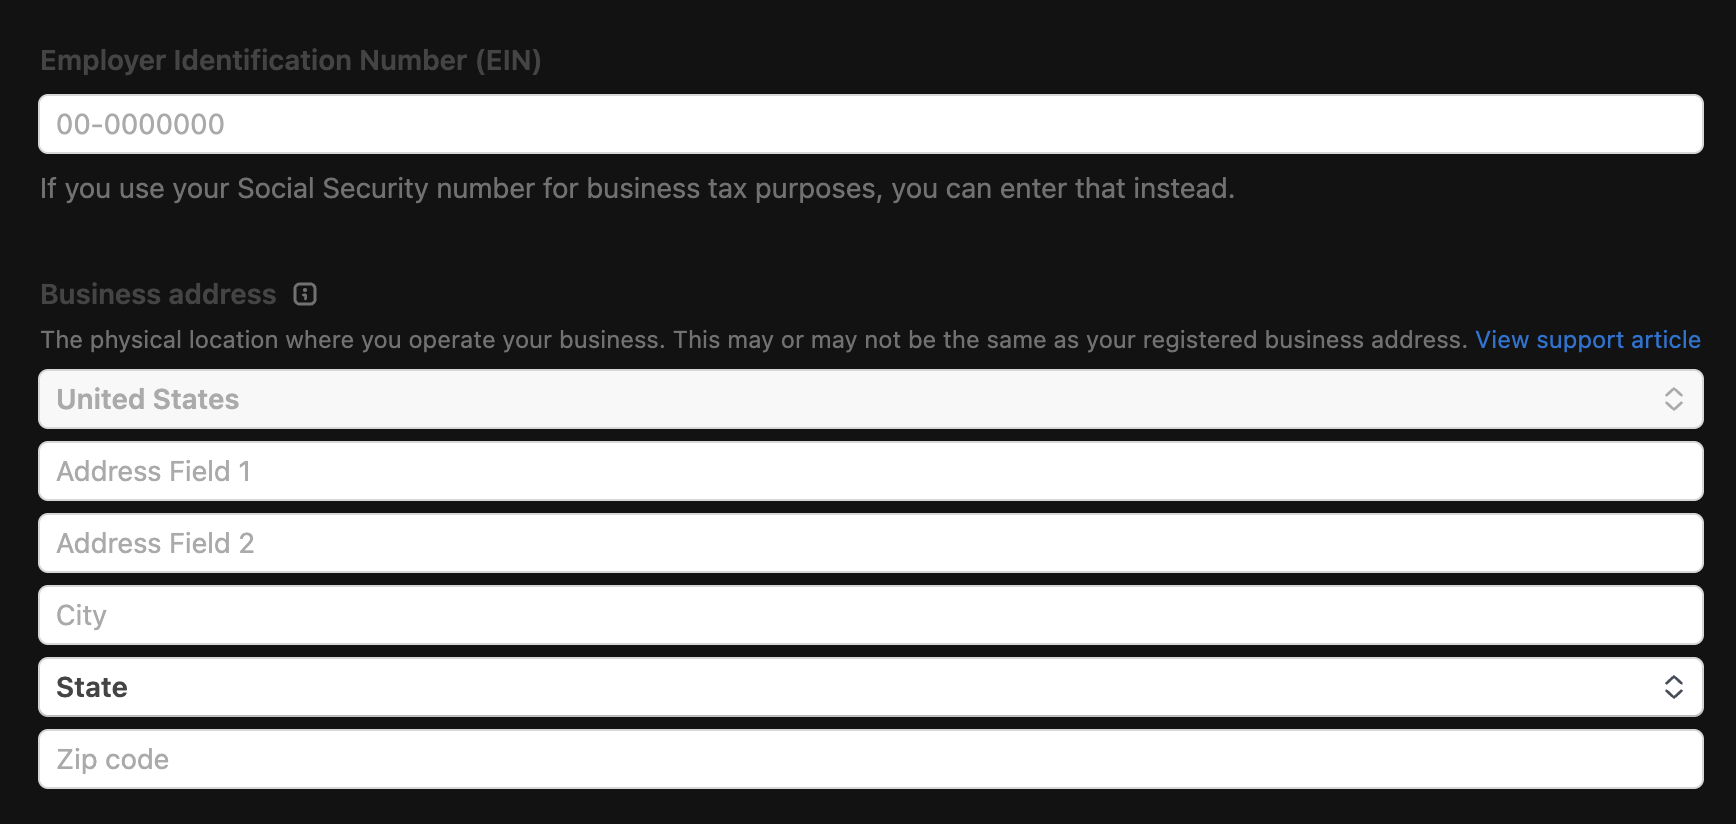 Employer Identification Number (EIN)
00-0000000
If you use your Social Security number for business tax purposes, you can enter that instead.
Business address
The physical location where you operate your business. This may or may not be the same as your registered business address. View support article
United States
Address Field 1
Address Field 2
City
State
Zip code